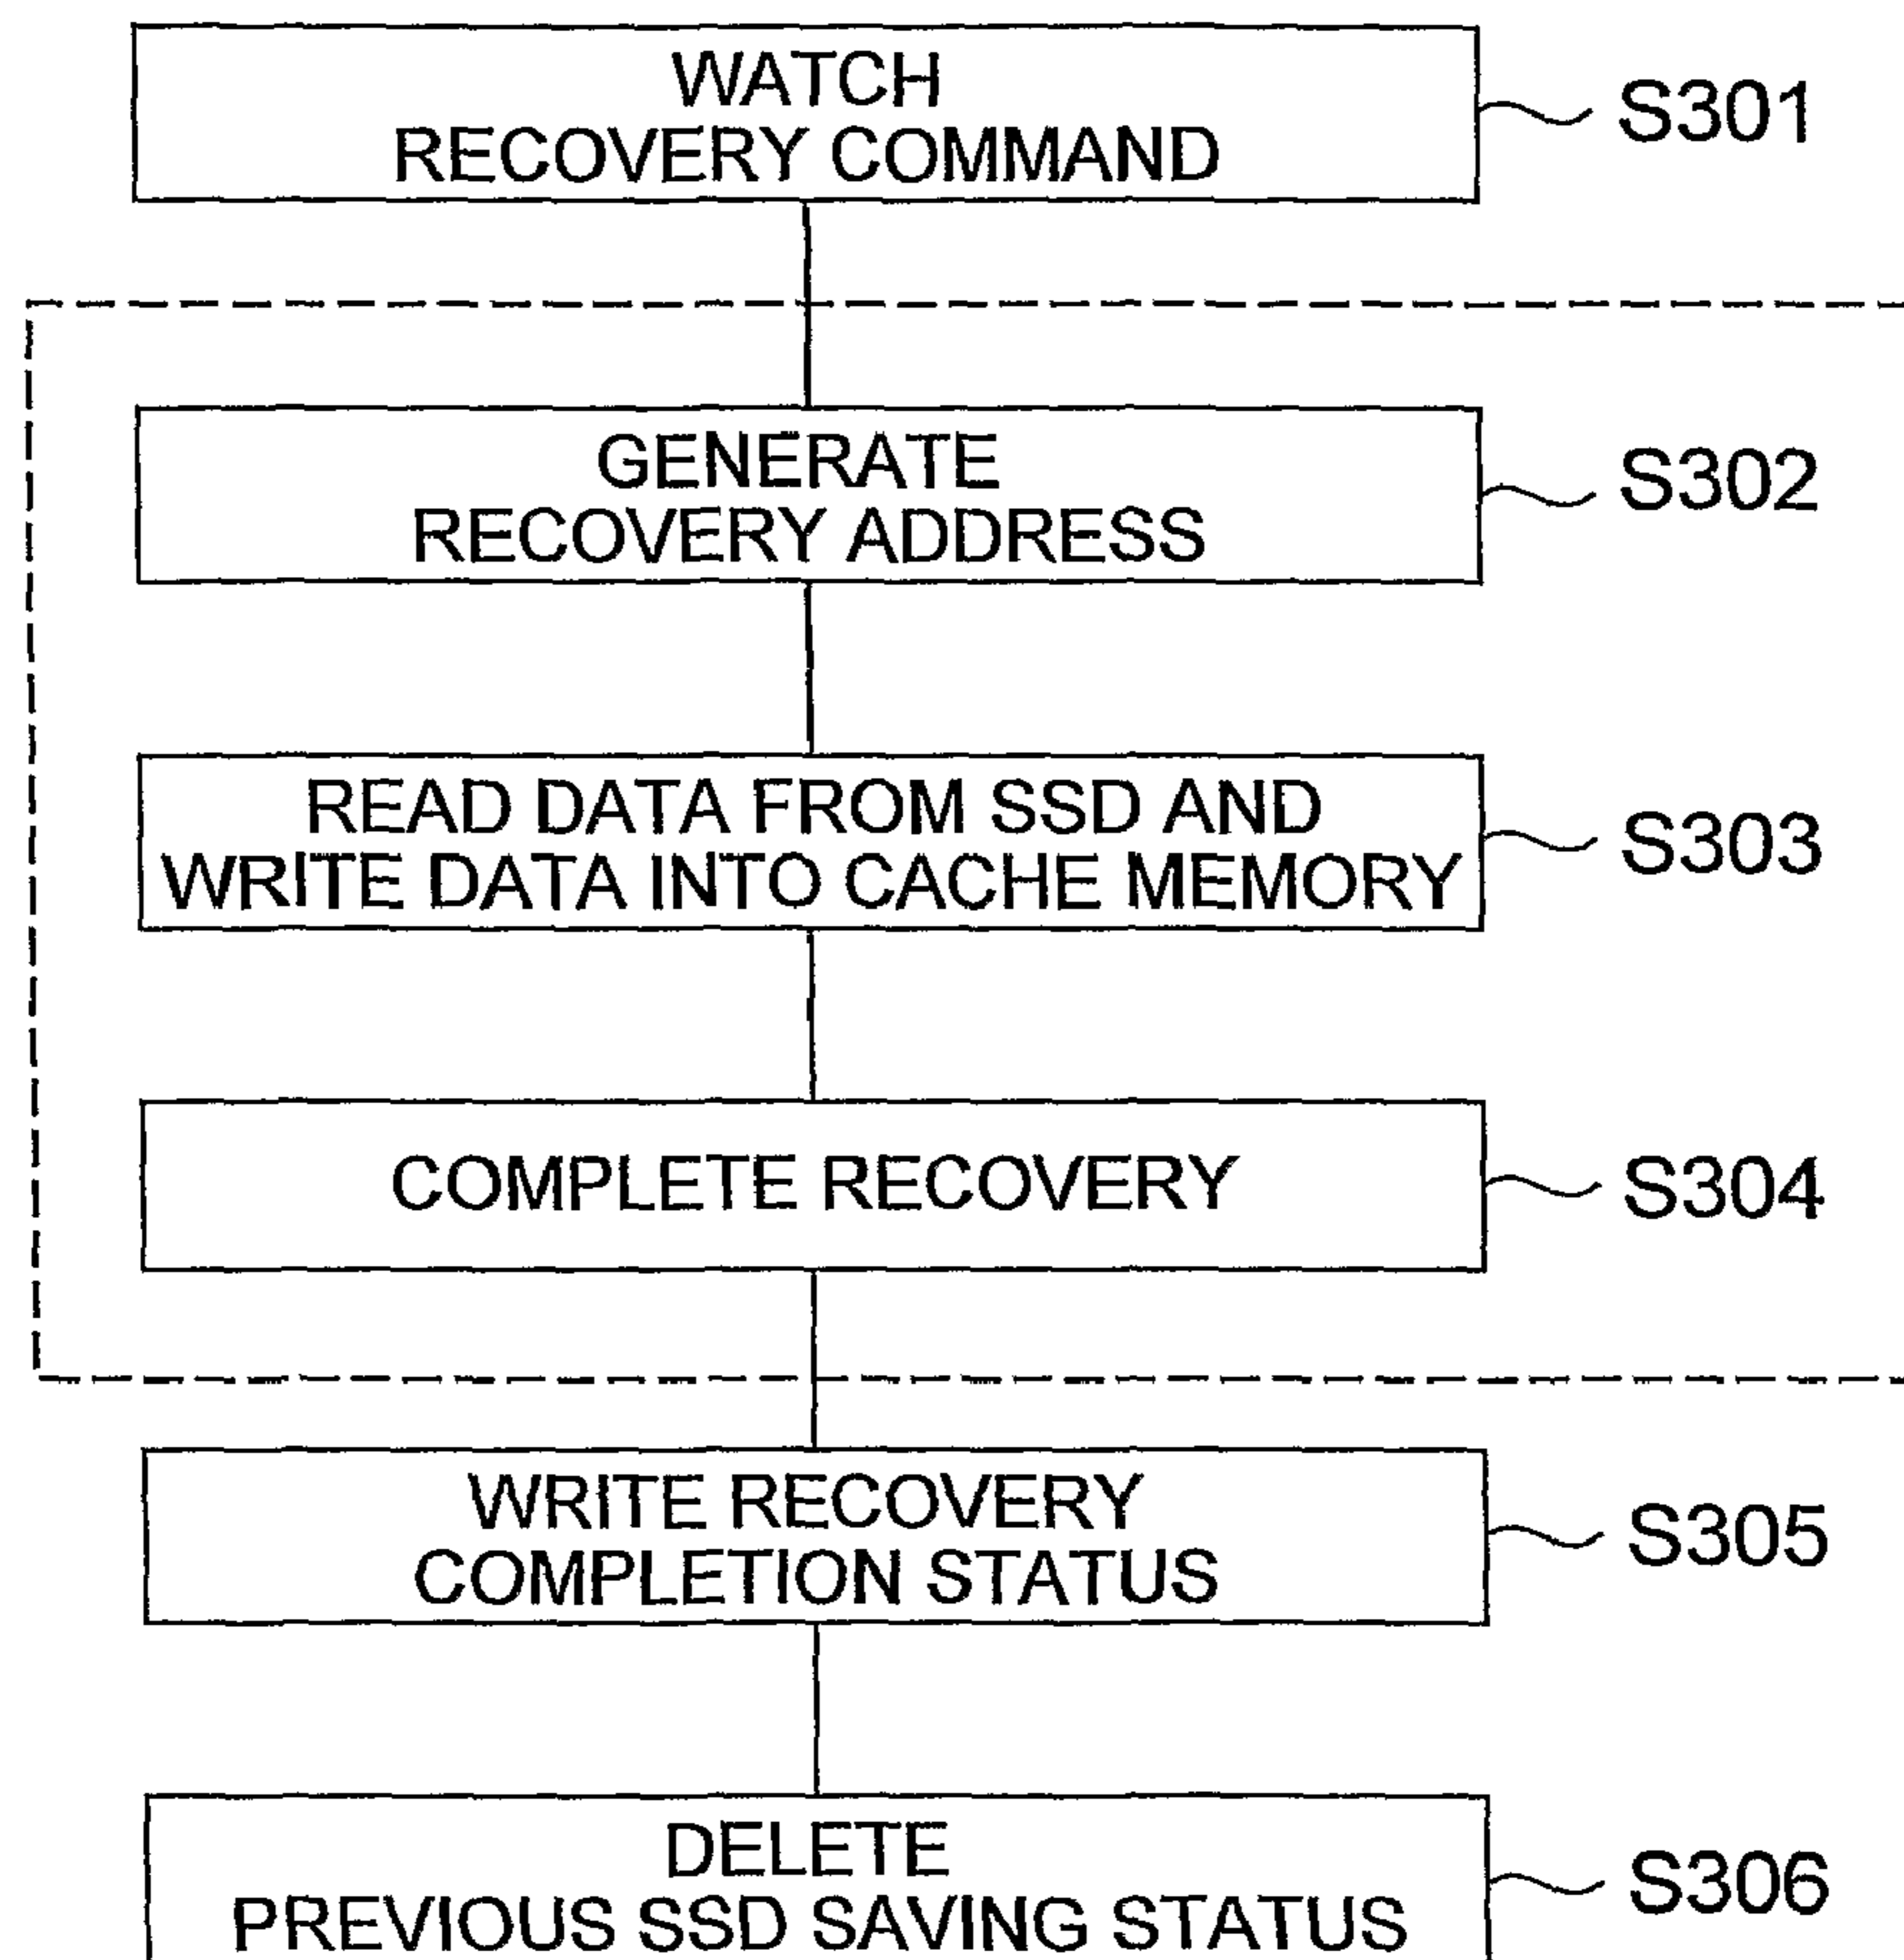 WATCH
RECOVERY COMMAND
S301
GENERATE
RECOVERY ADDRESS
S302
READ DATA FROM SSD AND
WRITE DATA INTO CACHE MEMORY
S303
COMPLETE RECOVERY
S304
WRITE RECOVERY
COMPLETION STATUS
S305
DELETE
PREVIOUS SSD SAVING STATUS
S306